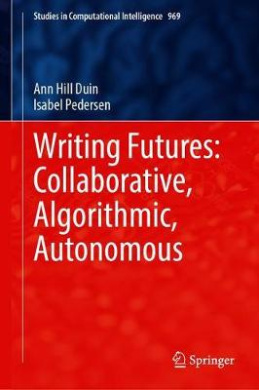 Studies in Computational Intelligence 969
Ann Hill Duin
Isabel Pedersen
Writing Futures:
Collaborative,
Algorithmic,
Autonomous
Springer